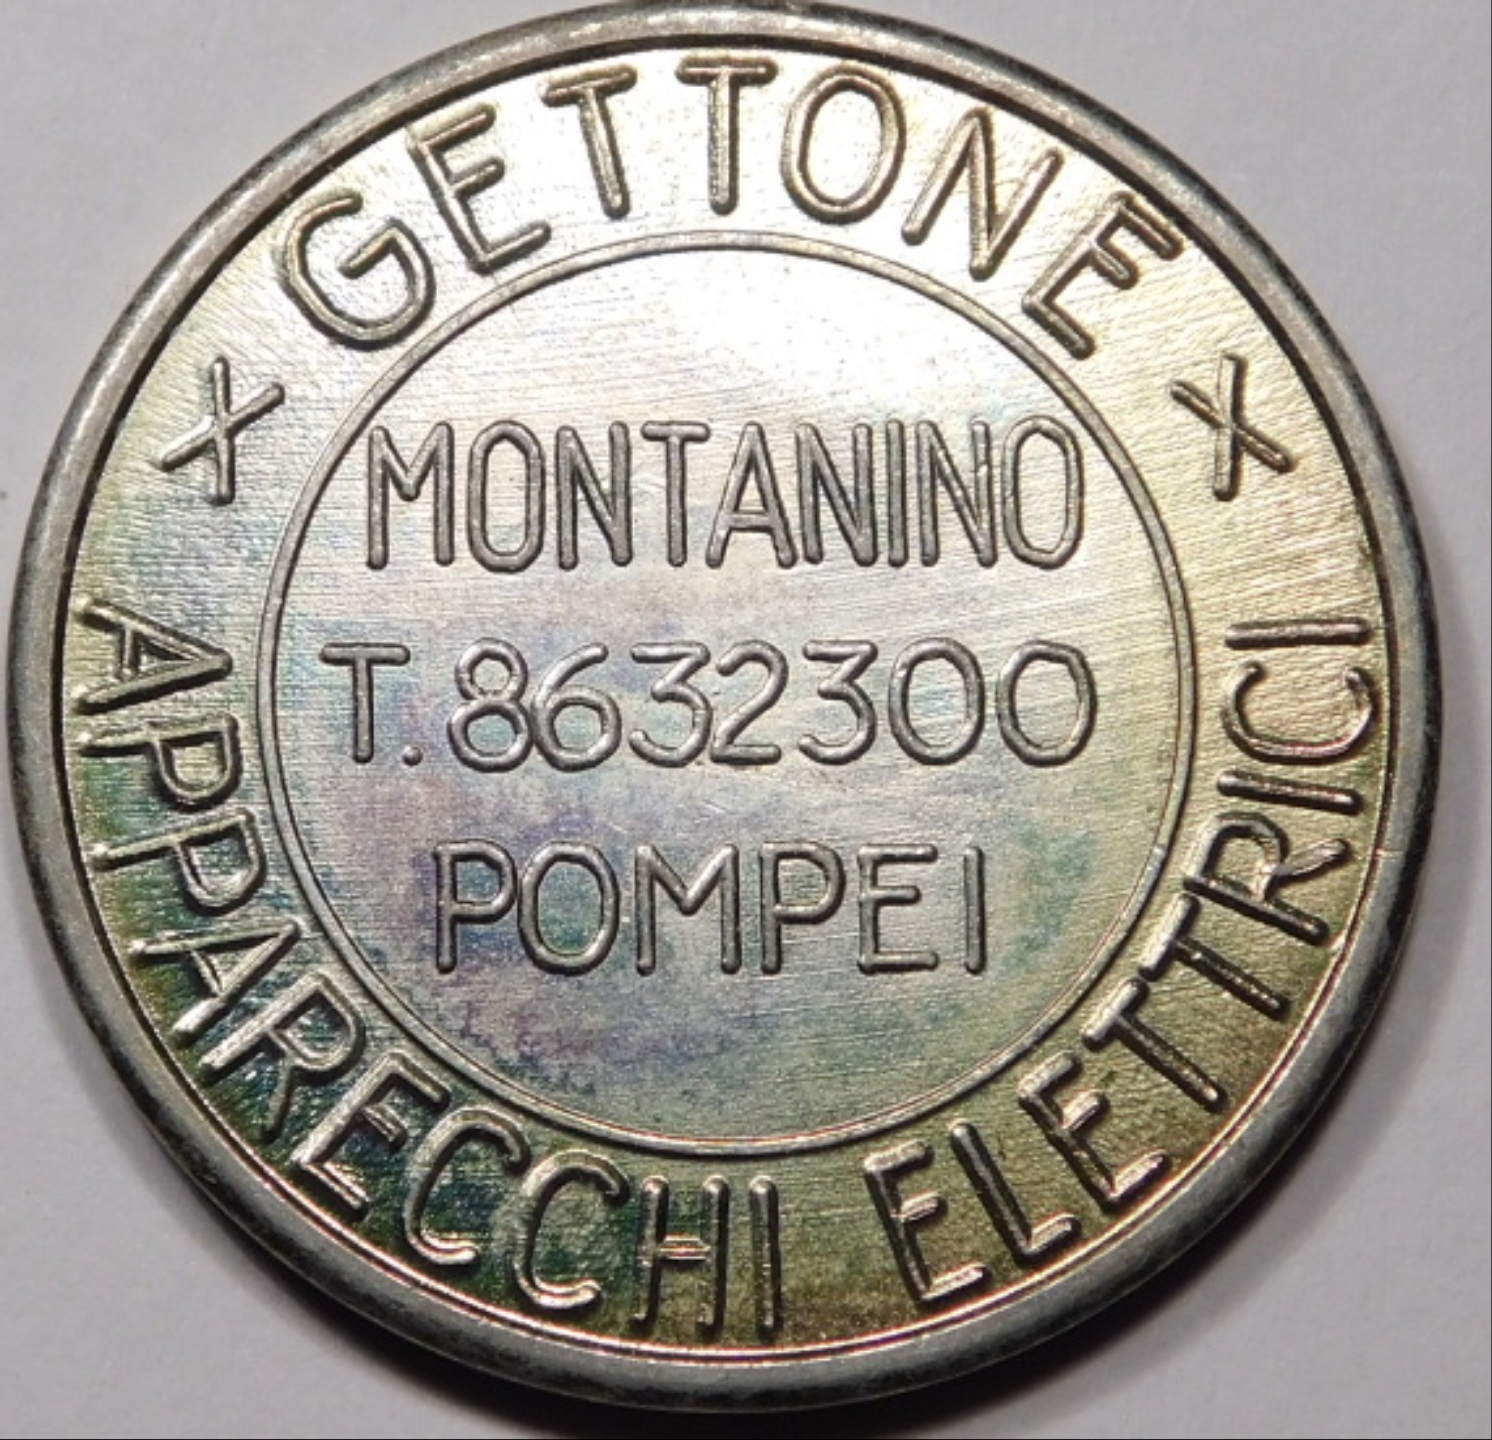 x GETTONE x
MONTANINO
T.8632300
POMPEI
APPARECCHI ELETTRICI